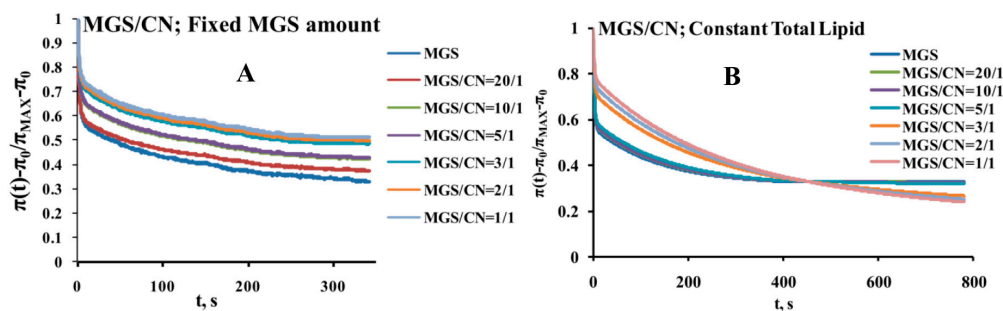 MGS/CN; Fixed MGS amount
A
π(t)-π0/πMAX-π0
1
0.9
0.8
0.7
0.6
0.5
0.4
0.3
0.2
0.1
0
0
100
200
300
t, s
MGS
MGS/CN=20/1
MGS/CN=10/1
MGS/CN=5/1
MGS/CN=3/1
MGS/CN=2/1
MGS/CN=1/1
MGS/CN; Constant Total Lipid
B
π(t)-π0/πMAX-π0
1
0.8
0.6
0.4
0.2
0
0
200
400
600
800
t, s
MGS
MGS/CN=20/1
MGS/CN=10/1
MGS/CN=5/1
MGS/CN=3/1
MGS/CN=2/1
MGS/CN=1/1